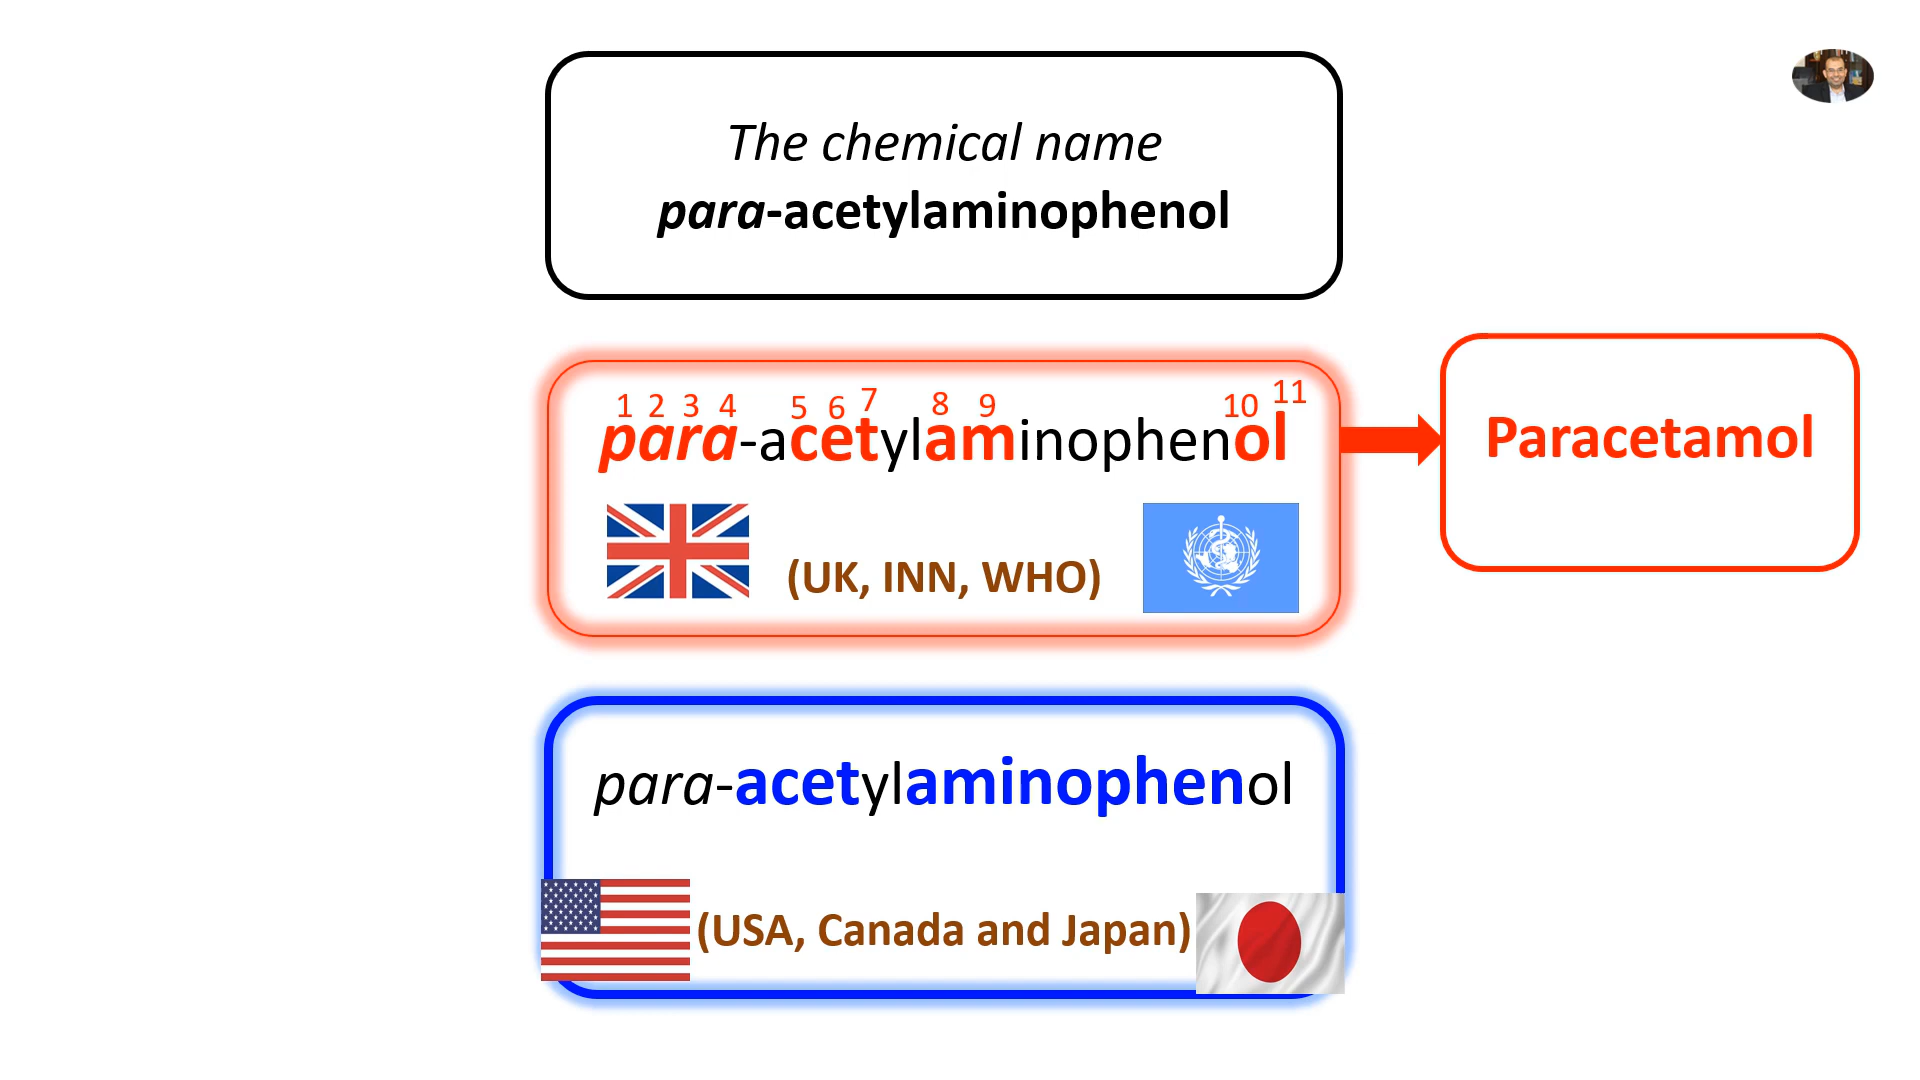 The chemical name
para-acetylaminophenol
1 2 3 4 5 6 7 8 9 10 11
para-acetylaminophenol
Paracetamol
(UK, INN, WHO)
para-acetylaminophenol
(USA, Canada and Japan)